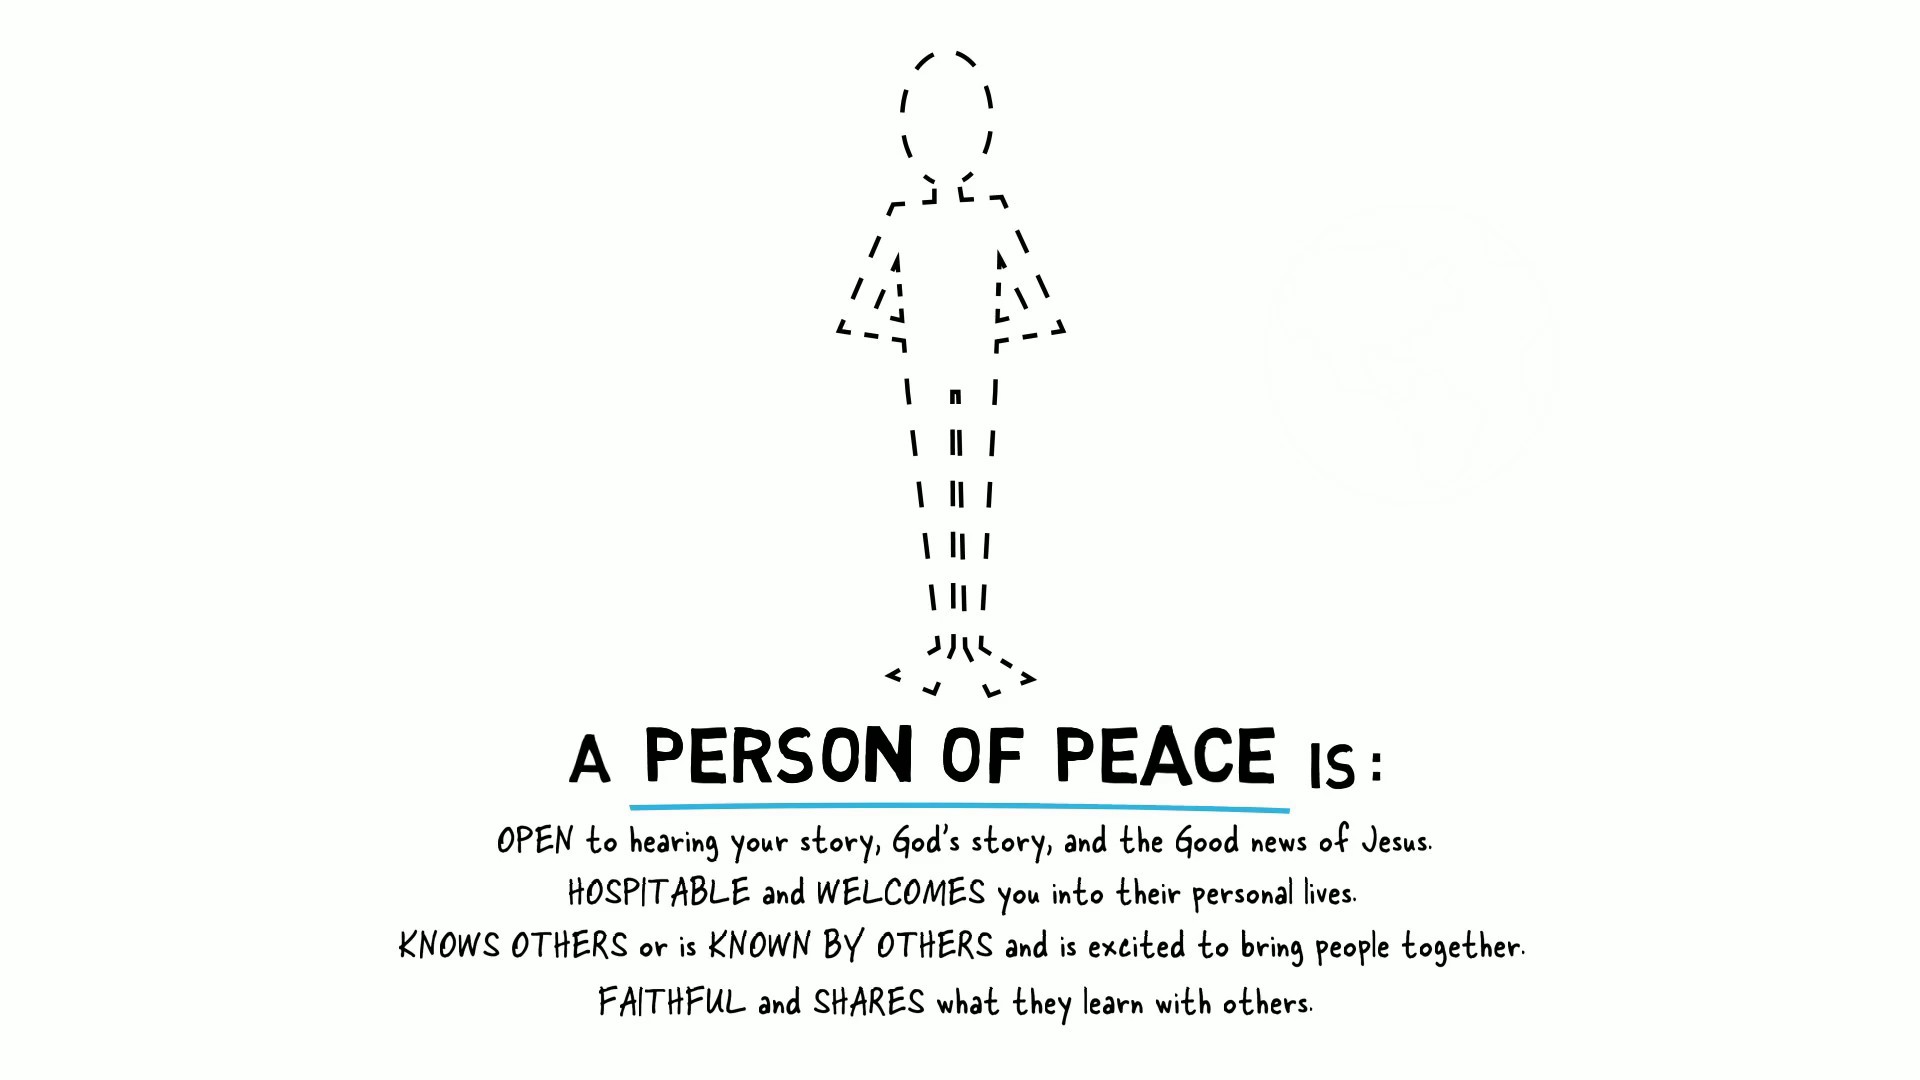 A PERSON OF PEACE IS:
OPEN to hearing your story, God's story, and the Good news of Jesus.
HOSPITABLE and WELCOMES you into their personal lives.
KNOWS OTHERS or is KNOWN BY OTHERS and is excited to bring people together.
FAITHFUL and SHARES what they learn with others.